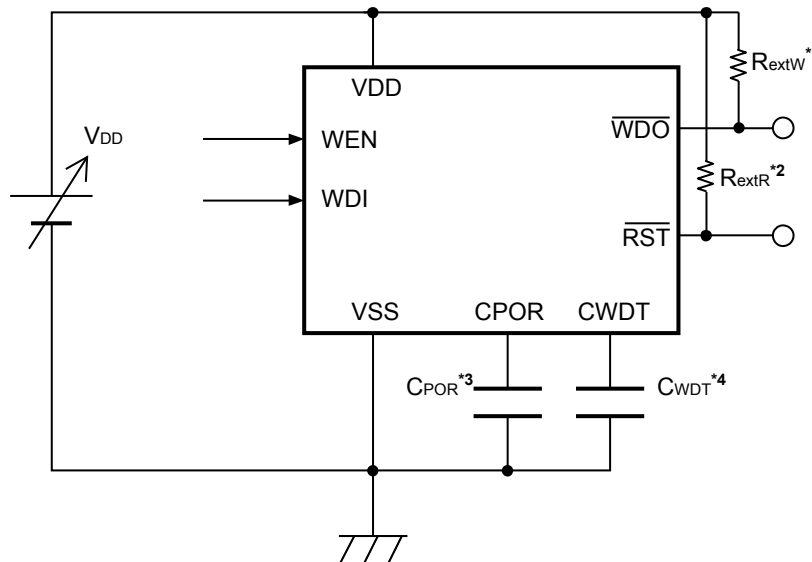 RextW*
VDD
VDD
WEN
WDO
RextR*2
WDI
RST
VSS
CPOR
CWDT
CPOR*3
CWDT*4